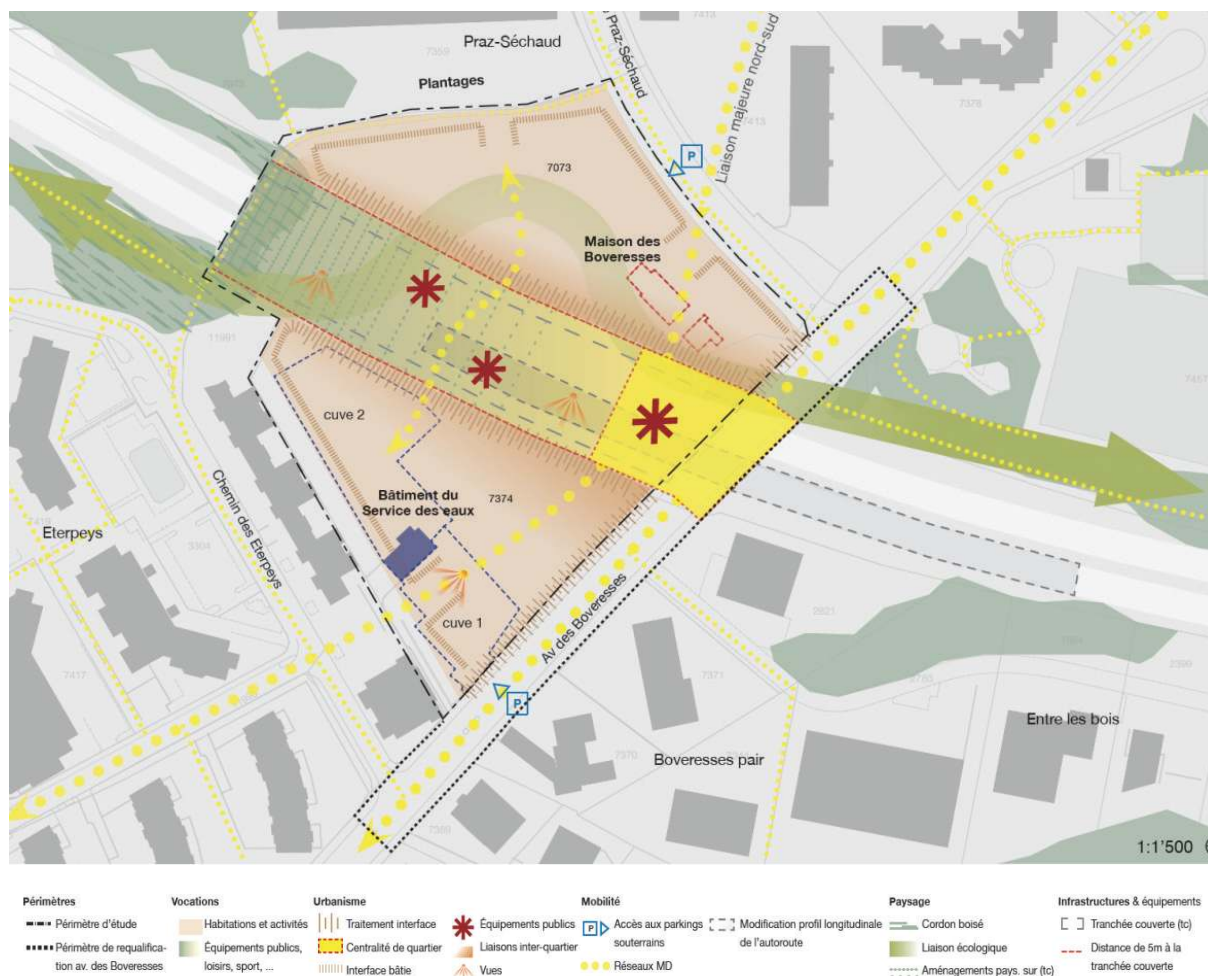 Praz-Séchaud
7359
Plantages
Praz-Séchaud
Liaison majeure nord-sud
7413
7378
P
7073
Maison des
Boveresses
11991
cuve 2
7374
Bâtiment du
Service des eaux
cuve 1
Chemin des Eterpeys
Eterpeys
3304
7417
Av des Boveresses
P
7371
7370
Boveresses pair
Entre les bois
2399
1:1'500
Périmètres
Périmètre d'étude
Périmètre de requalifica-
tion av. des Boveresses
Vocations
Habitations et activités
Équipements publics,
loisirs, sport, ...
Urbanisme
Traitement interface
Centralité de quartier
Interface bâtie
Équipements publics
Liaisons inter-quartier
Vues
Mobilité
P Accès aux parkings
souterrains
Réseaux MD
Modification profil longitudinale
de l'autoroute
Paysage
Cordon boisé
Liaison écologique
Aménagements pays. sur (tc)
Infrastructures & équipements
Tranchée couverte (tc)
Distance de 5m à la
tranchée couverte